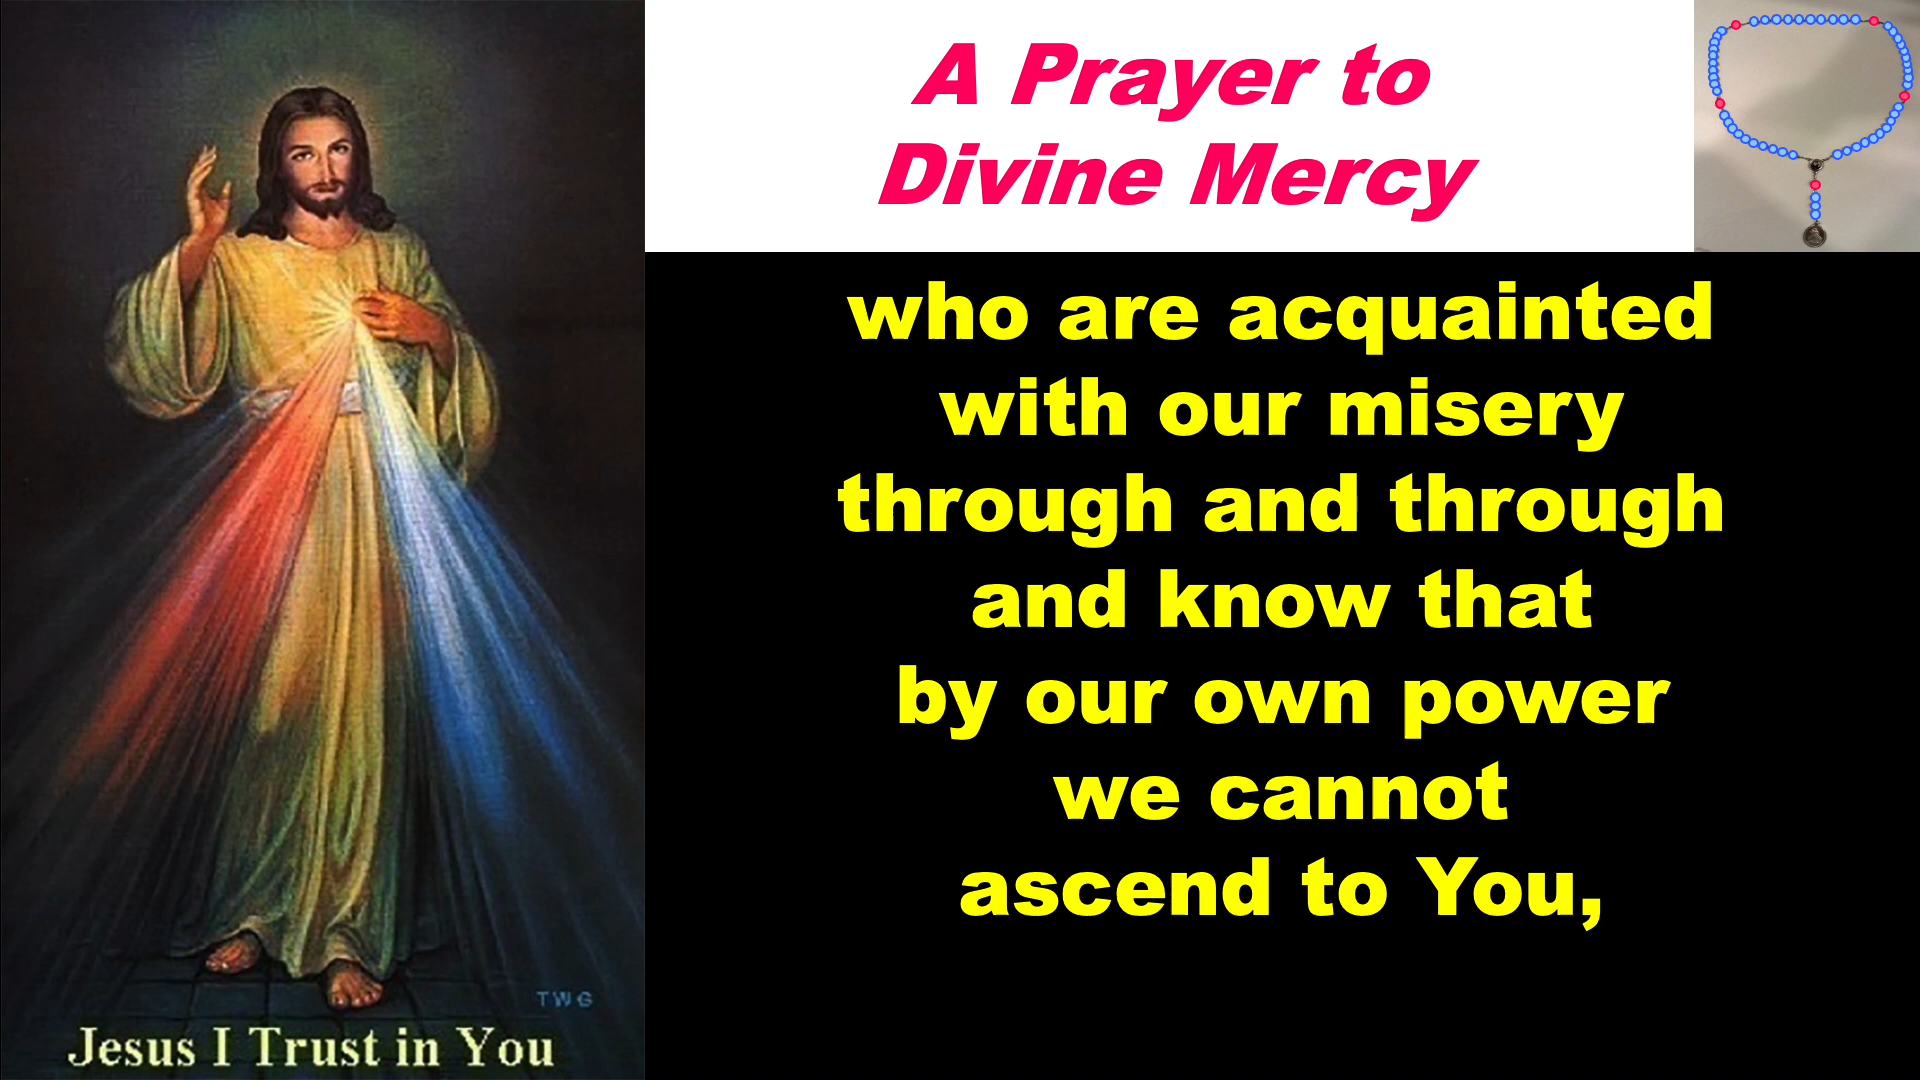 A Prayer to
Divine Mercy
who are acquainted
with our misery
through and through
and know that
by our own power
we cannot
ascend to You,
TWG
Jesus I Trust in You